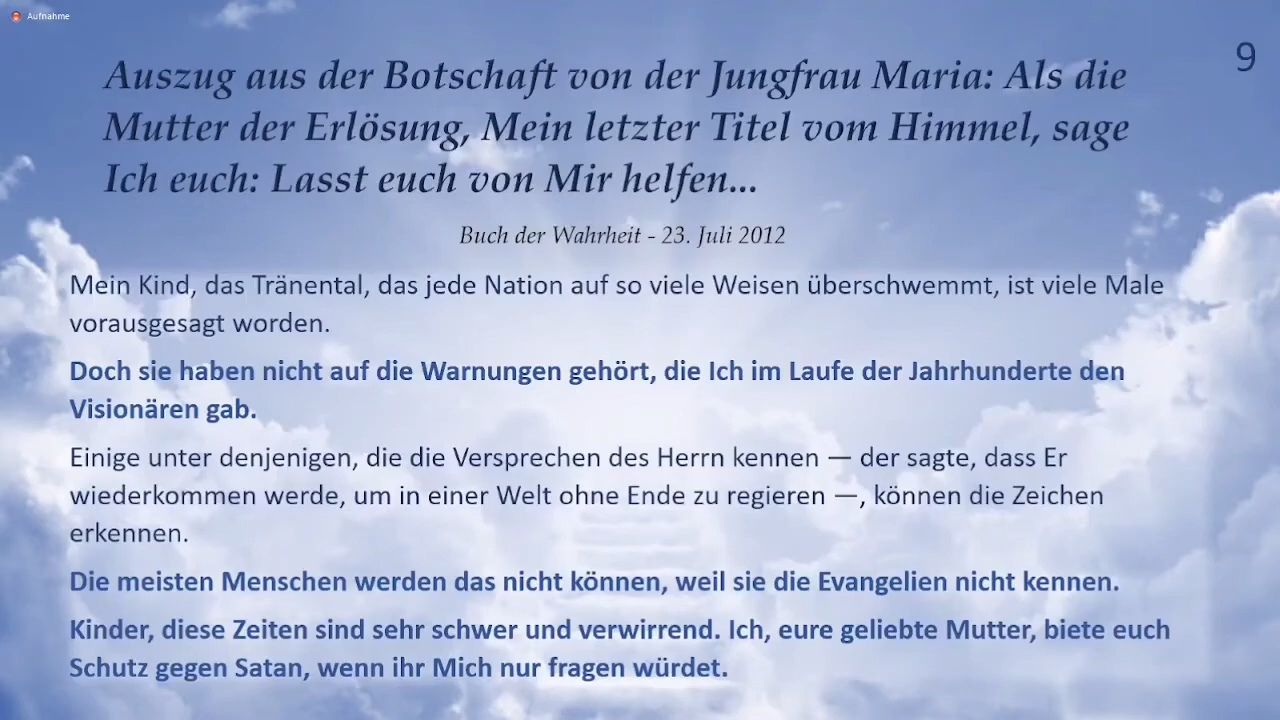 Aufnahme
9
Auszug aus der Botschaft von der Jungfrau Maria: Als die
Mutter der Erlösung, Mein letzter Titel vom Himmel, sage
Ich euch: Lasst euch von Mir helfen...
Buch der Wahrheit - 23. Juli 2012
Mein Kind, das Tränental, das jede Nation auf so viele Weisen überschwemmt, ist viele Male
vorausgesagt worden.
Doch sie haben nicht auf die Warnungen gehört, die Ich im Laufe der Jahrhunderte den
Visionären gab.
Einige unter denjenigen, die die Versprechen des Herrn kennen — der sagte, dass Er
wiederkommen werde, um in einer Welt ohne Ende zu regieren —, können die Zeichen
erkennen.
Die meisten Menschen werden das nicht können, weil sie die Evangelien nicht kennen.
Kinder, diese Zeiten sind sehr schwer und verwirrend. Ich, eure geliebte Mutter, biete euch
Schutz gegen Satan, wenn ihr Mich nur fragen würdet.